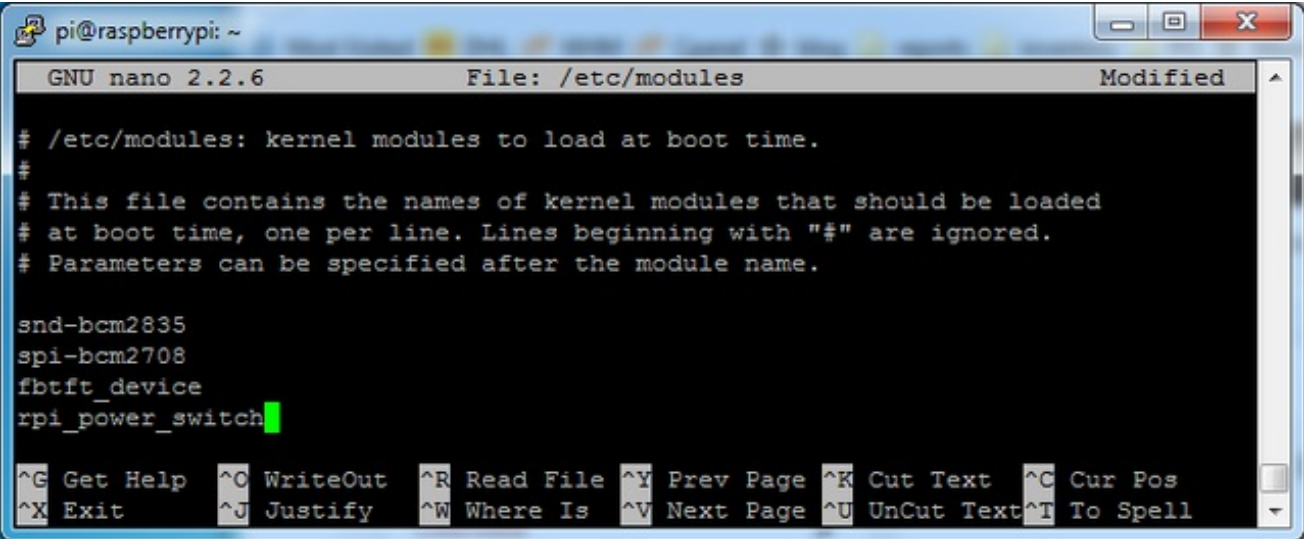 pi@raspberrypi: ~
GNU nano 2.2.6 File: /etc/modules Modified
# /etc/modules: kernel modules to load at boot time.
#
# This file contains the names of kernel modules that should be loaded
# at boot time, one per line. Lines beginning with "#" are ignored.
# Parameters can be specified after the module name.
snd-bcm2835
spi-bcm2708
fbtft_device
rpi_power_switch
^G Get Help ^O WriteOut ^R Read File ^Y Prev Page ^K Cut Text ^C Cur Pos
^X Exit ^J Justify ^W Where Is ^V Next Page ^U UnCut Text ^T To Spell